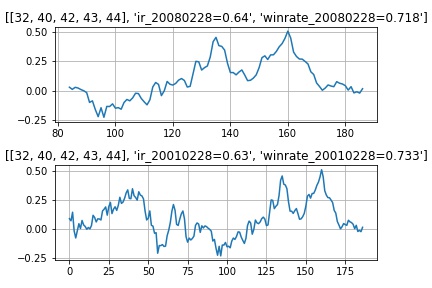 [[32, 40, 42, 43, 44], 'ir_20080228=0.64', 'winrate_20080228=0.718']
0.50
0.25
0.00
−0.25
80 100 120 140 160 180
[[32, 40, 42, 43, 44], 'ir_20010228=0.63', 'winrate_20010228=0.733']
0.50
0.25
0.00
−0.25
0 25 50 75 100 125 150 175